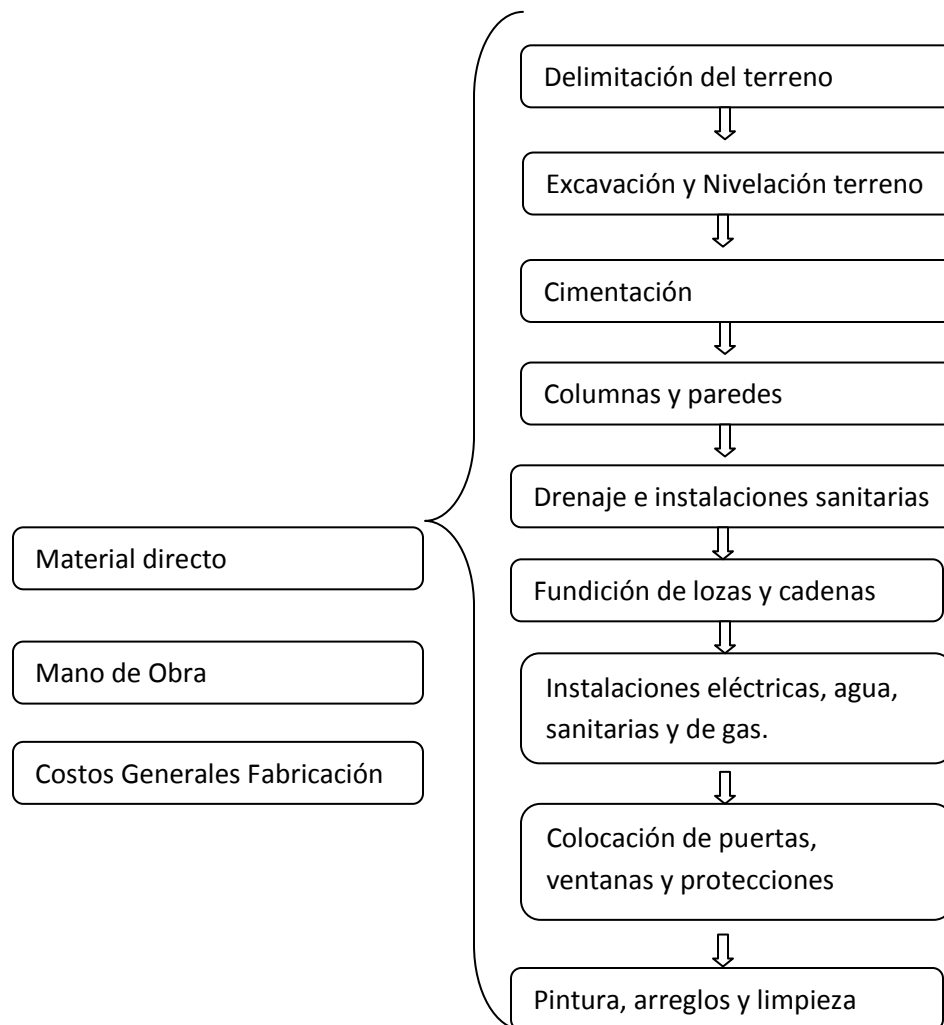 Delimitación del terreno
Excavación y Nivelación terreno
Cimentación
Columnas y paredes
Drenaje e instalaciones sanitarias
Material directo
Fundición de lozas y cadenas
Mano de Obra
Instalaciones eléctricas, agua,
sanitarias y de gas.
Costos Generales Fabricación
Colocación de puertas,
ventanas y protecciones
Pintura, arreglos y limpieza